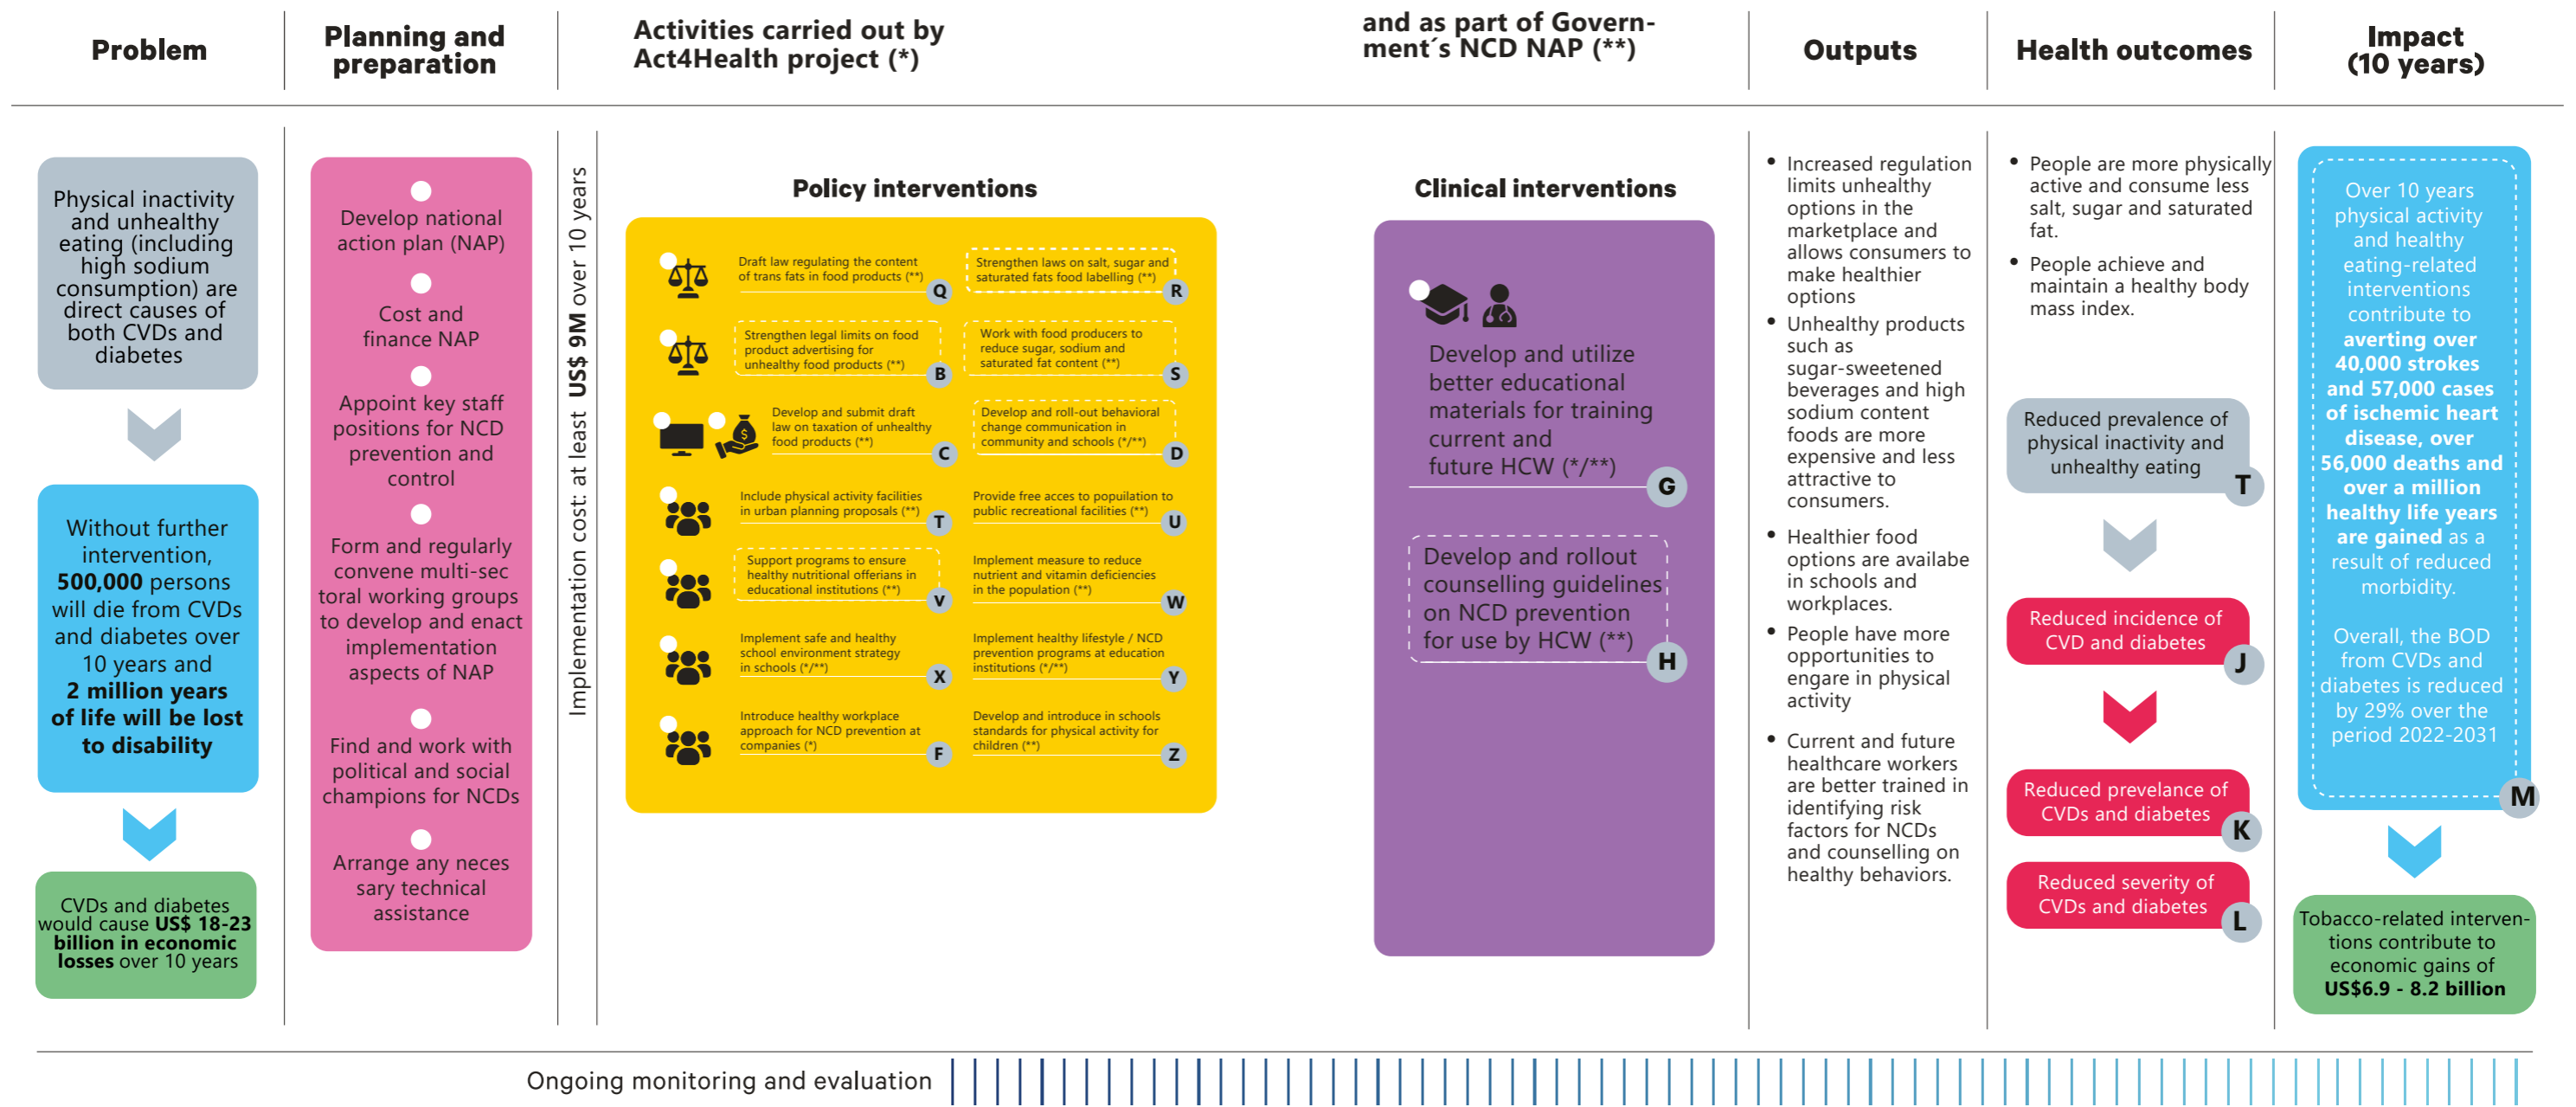 Problem
Planning and
preparation
Activities carried out by
Act4Health project (*)
and as part of Govern-
ment´s NCD NAP (**)
Outputs
Health outcomes
Impact
(10 years)
Physical inactivity
and unhealthy
eating (including
high sodium
consumption) are
direct causes of
both CVDs and
diabetes
Without further
intervention,
500,000 persons
will die from CVDs
and diabetes over
10 years and
2 million years
of life will be lost
to disability
CVDs and diabetes
would cause US$ 18-23
billion in economic
losses over 10 years
Develop national
action plan (NAP)
Cost and
finance NAP
Appoint key staff
positions for NCD
prevention and
control
Form and regularly
convene multi-sec
toral working groups
to develop and enact
implementation
aspects of NAP
Find and work with
political and social
champions for NCDs
Arrange any neces
sary technical
assistance
Implementation cost: at least US$ 9M over 10 years
Policy interventions
Draft law regulating the content
of trans fats in food products (**)
Q
Strengthen laws on salt, sugar and
saturated fats food labelling (**)
R
Strengthen legal limits on food
product advertising for
unhealthy food products (**)
B
Work with food producers to
reduce sugar, sodium and
saturated fat content (**)
S
$
Develop and submit draft
law on taxation of unhealthy
food products (**)
C
Develop and roll-out behavioral
change communication in
community and schools (*/**)
D
Include physical activity facilities
in urban planning proposals (**)
T
Provide free acces to population to
public recreational facilities (**)
U
Support programs to ensure
healthy nutritional offerians in
educational institutions (**)
V
Implement measure to reduce
nutrient and vitamin deficiencies
in the population (**)
W
Implement safe and healthy
school environment strategy
in schools (*/**)
X
Implement healthy lifestyle / NCD
prevention programs at education
institutions (*/**)
Y
Introduce healthy workplace
approach for NCD prevention at
companies (*)
F
Develop and introduce in schools
standards for physical activity for
children (**)
Z
Clinical interventions
Develop and utilize
better educational
materials for training
current and
future HCW (*/**)
G
Develop and rollout
counselling guidelines
on NCD prevention
for use by HCW (**)
H
• Increased regulation
limits unhealthy
options in the
marketplace and
allows consumers to
make healthier
options
• Unhealthy products
such as
sugar-sweetened
beverages and high
sodium content
foods are more
expensive and less
attractive to
consumers.
• Healthier food
options are availabe
in schools and
workplaces.
• People have more
opportunities to
engare in physical
activity
• Current and future
healthcare workers
are better trained in
identifying risk
factors for NCDs
and counselling on
healthy behaviors.
• People are more physically
active and consume less
salt, sugar and saturated
fat.
• People achieve and
maintain a healthy body
mass index.
Reduced prevalence of
physical inactivity and
unhealthy eating
T
Reduced incidence of
CVD and diabetes
J
Reduced prevelance of
CVDs and diabetes
K
Reduced severity of
CVDs and diabetes
L
Over 10 years
physical activity
and healthy
eating-related
interventions
contribute to
averting over
40,000 strokes
and 57,000 cases
of ischemic heart
disease, over
56,000 deaths and
over a million
healthy life years
are gained as a
result of reduced
morbidity.
Overall, the BOD
from CVDs and
diabetes is reduced
by 29% over the
period 2022-2031
M
Tobacco-related interven-
tions contribute to
economic gains of
US$6.9 - 8.2 billion
Ongoing monitoring and evaluation